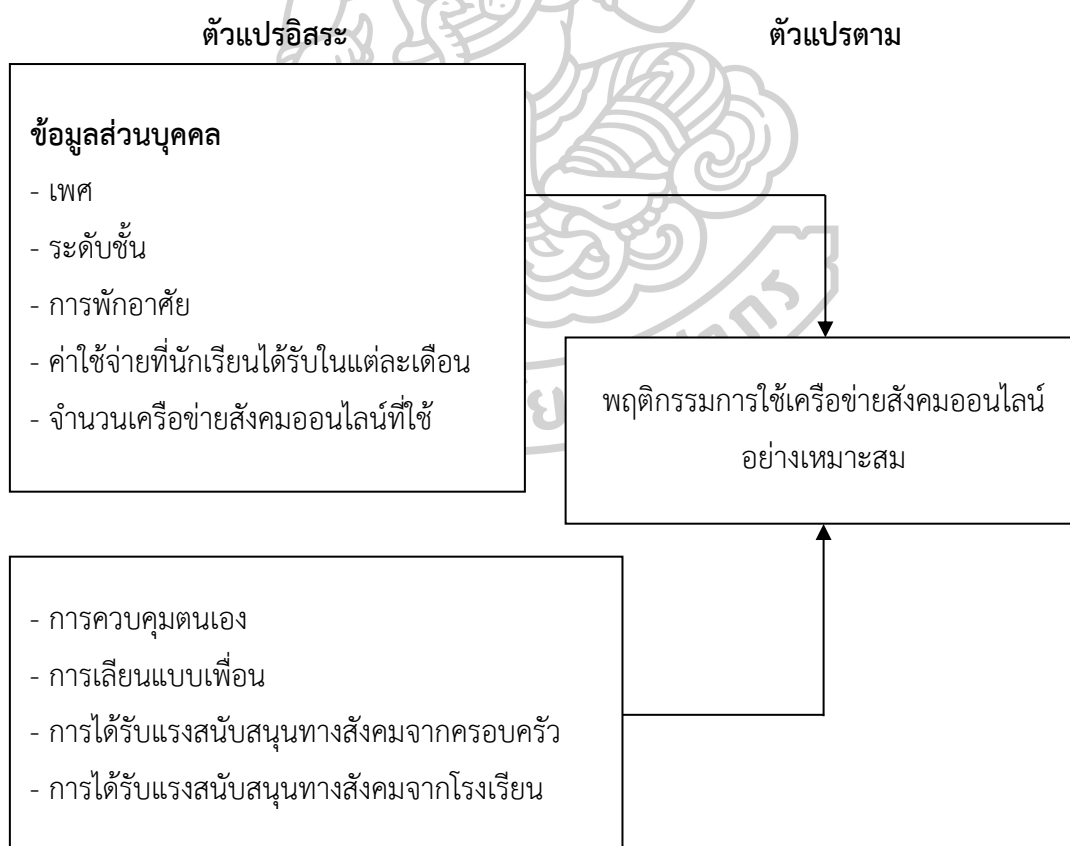 ตัวแปรอิสระ
ตัวแปรตาม
ข้อมูลส่วนบุคคล
- เพศ
- ระดับชั้น
- การพักอาศัย
- ค่าใช้จ่ายที่นักเรียนได้รับในแต่ละเดือน
- จำนวนเครือข่ายสังคมออนไลน์ที่ใช้
พฤติกรรมการใช้เครือข่ายสังคมออนไลน์
อย่างเหมาะสม
- การควบคุมตนเอง
- การเลียนแบบเพื่อน
- การได้รับแรงสนับสนุนทางสังคมจากครอบครัว
- การได้รับแรงสนับสนุนทางสังคมจากโรงเรียน